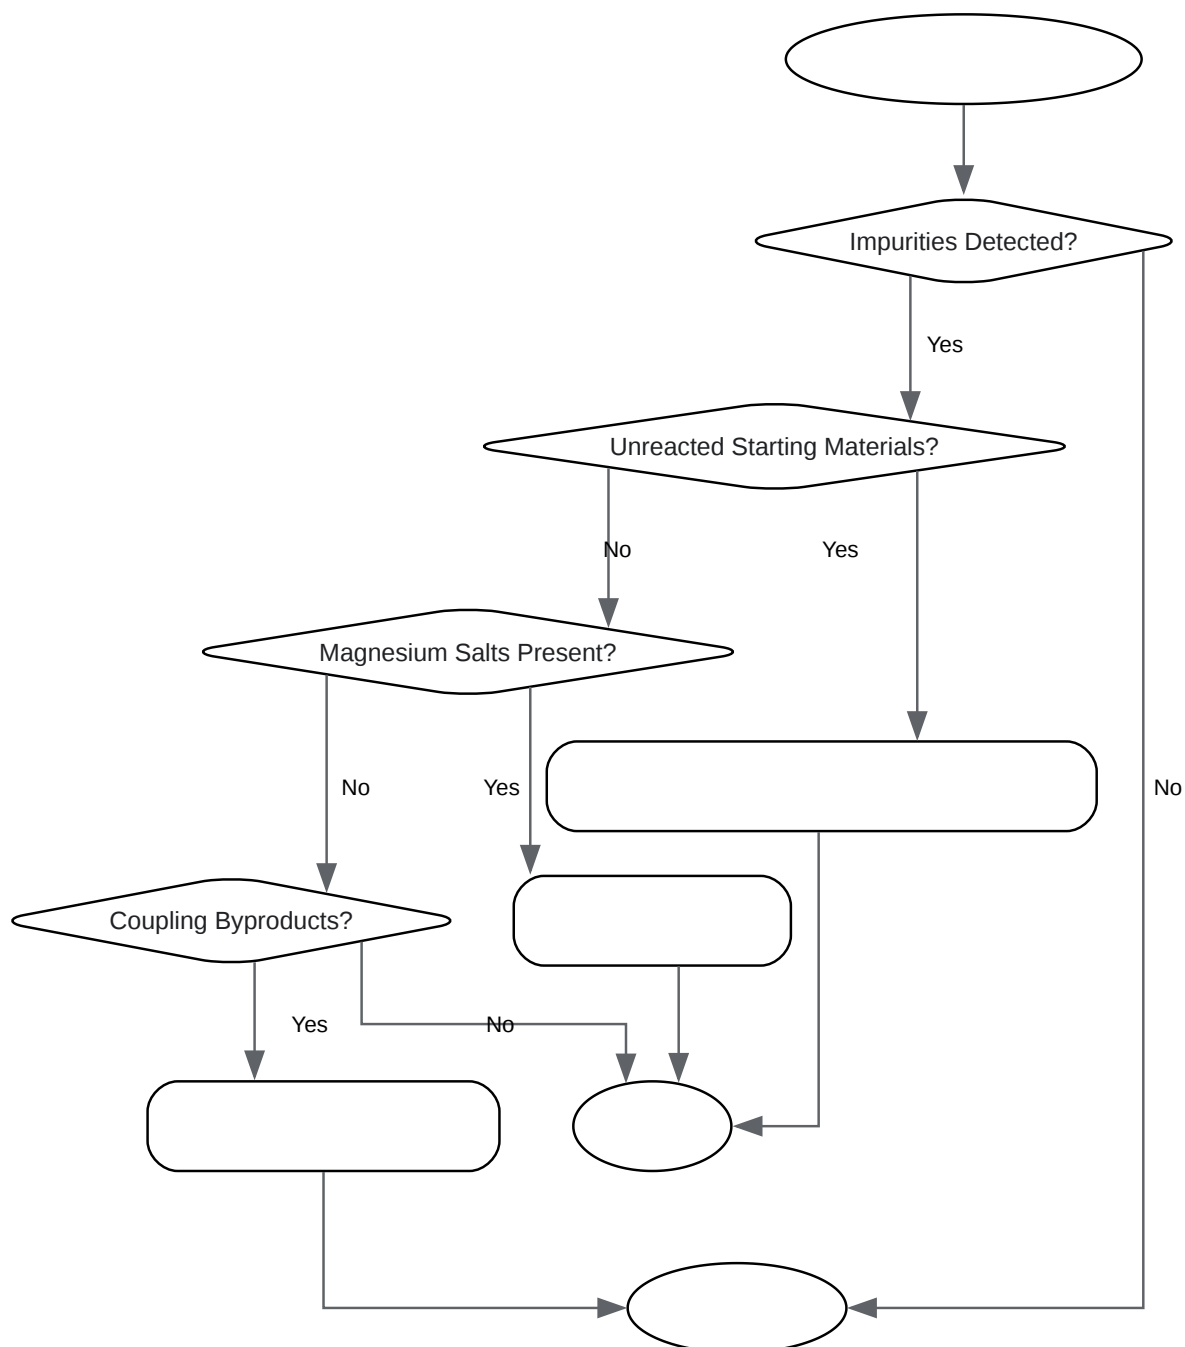 Impurities Detected?
Yes
Unreacted Starting Materials?
No
Yes
Magnesium Salts Present?
No
Yes
No
Coupling Byproducts?
Yes
No